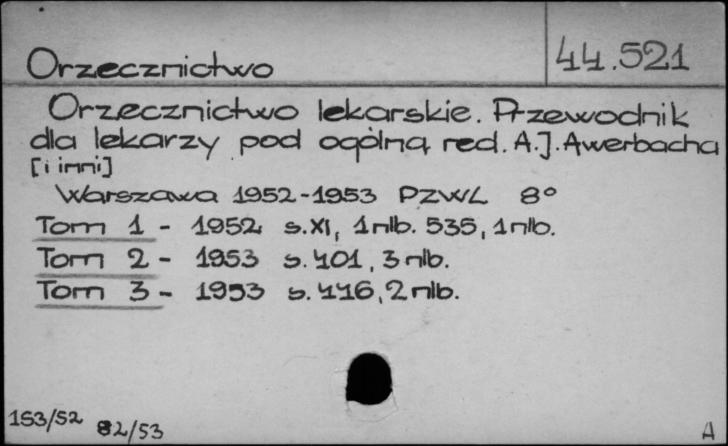 Orzecznictwo 44.521
Orzecznictwo lekarskie. Przewodnik
dla lekarzy pod ogólną red. A.J. Awerbacha
[i inni]
Warszawa 1952-1953 PZWL 8°
Tom 1 - 1952 s. XI, 1 nlb. 535, 1 nlb.
Tom 2 - 1953 s. 401, 3 nlb.
Tom 3 - 1953 s. 446, 2 nlb.
153/52 82/53 A